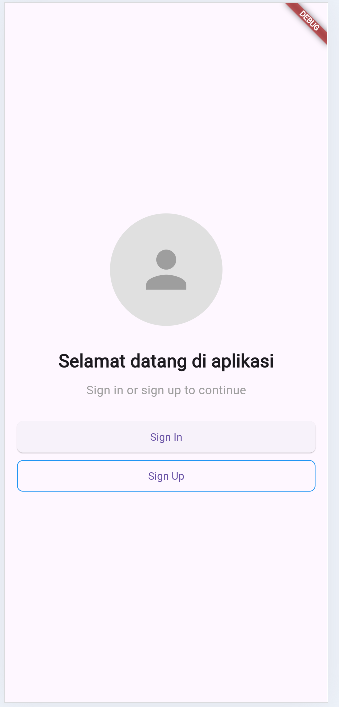 DEBUG
Selamat datang di aplikasi
Sign in or sign up to continue
Sign In
Sign Up